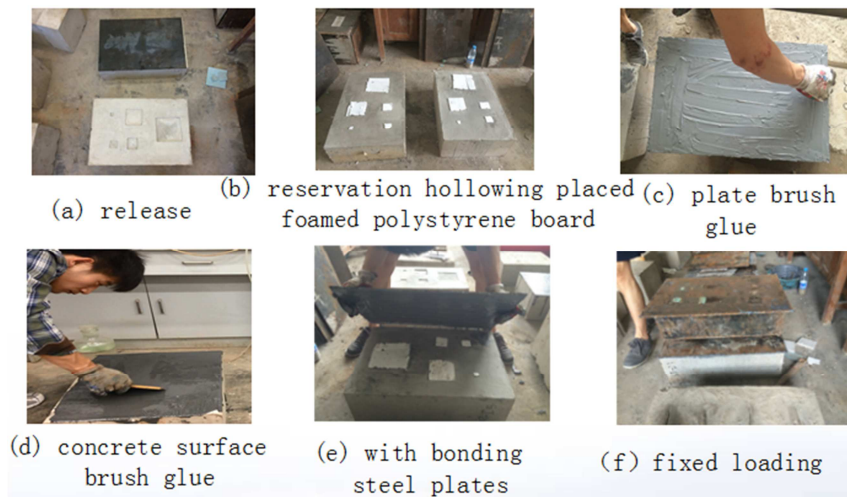 (a) release
(b) reservation hollowing placed
foamed polystyrene board
(c) plate brush
glue
(d) concrete surface
brush glue
(e) with bonding
steel plates
(f) fixed loading